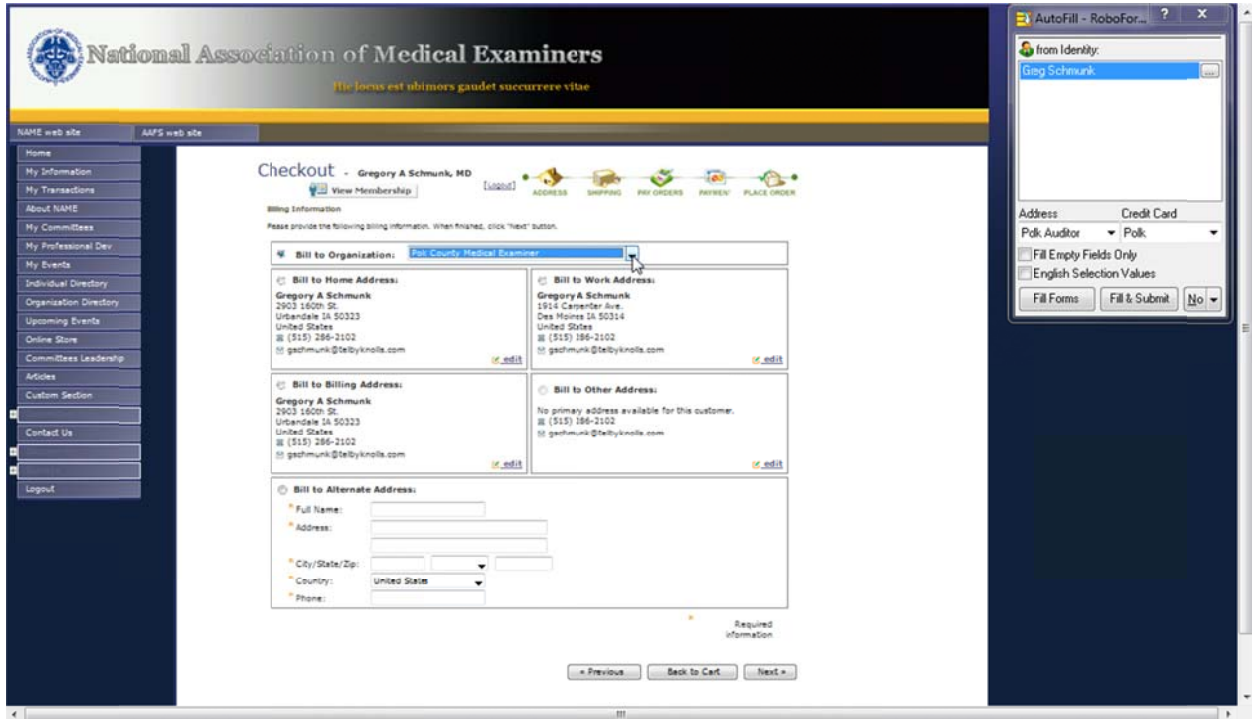 National Association of Medical Examiners
Hic locus est ubi mors gaudet succurrere vitae
NAME web site
AAFS web site
Home
My Information
My Transactions
About NAME
My Committees
My Professional Dev
My Events
Individual Directory
Organization Directory
Upcoming Events
Online Store
Committees Leadership
Articles
Custom Section
Contact Us
Logout
Checkout - Gregory A Schmunk, MD
View Membership
[Logout]
ADDRESS SHIPPING PAY ORDERS PAYMENT PLACE ORDER
Billing Information
Please provide the following billing information. When finished, click "Next" button.
Bill to Organization: Polk County Medical Examiner
Bill to Home Address:
Gregory A Schmunk
2903 160th St.
Urbandale IA 50323
United States
(515) 286-2102
gschmunk@telbyknolls.com
edit
Bill to Work Address:
Gregory A Schmunk
1914 Carpenter Ave.
Des Moines IA 50314
United States
(515) 286-2102
gschmunk@telbyknolls.com
edit
Bill to Billing Address:
Gregory A Schmunk
2903 160th St.
Urbandale IA 50323
United States
(515) 286-2102
gschmunk@telbyknolls.com
edit
Bill to Other Address:
No primary address available for this customer.
(515) 286-2102
gschmunk@telbyknolls.com
edit
Bill to Alternate Address:
* Full Name:
* Address:
* City/State/Zip:
* Country: United States
* Phone:
* Required
information
« Previous Back to Cart Next »
AutoFill - RoboFor... ? X
from Identity:
Greg Schmunk ...
Address Credit Card
Polk Auditor Polk
Fill Empty Fields Only
English Selection Values
Fill Forms Fill & Submit No